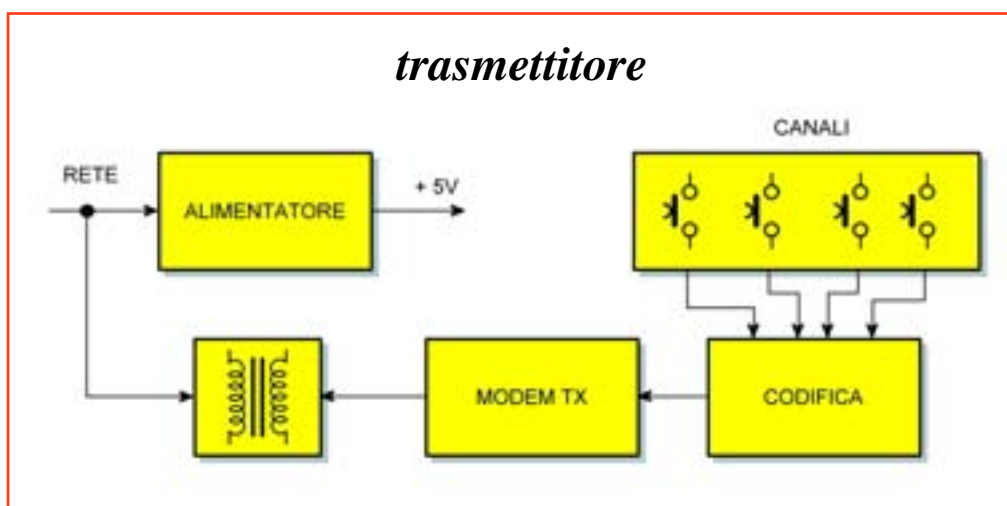 trasmettitore
CANALI
RETE
+ 5V
ALIMENTATORE
MODEM TX
CODIFICA